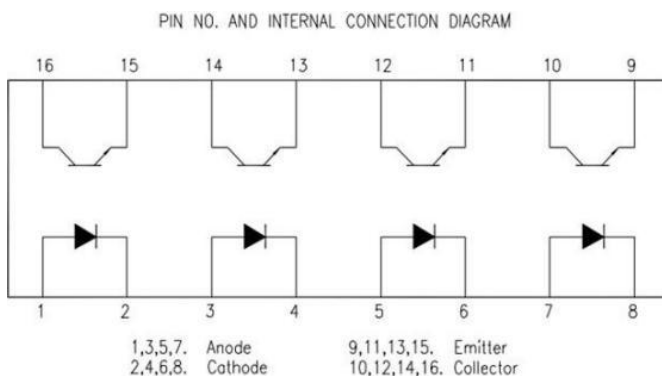 PIN NO. AND INTERNAL CONNECTION DIAGRAM
16 15 14 13 12 11 10 9
1 2 3 4 5 6 7 8
1,3,5,7. Anode 9,11,13,15. Emitter
2,4,6,8. Cathode 10,12,14,16. Collector